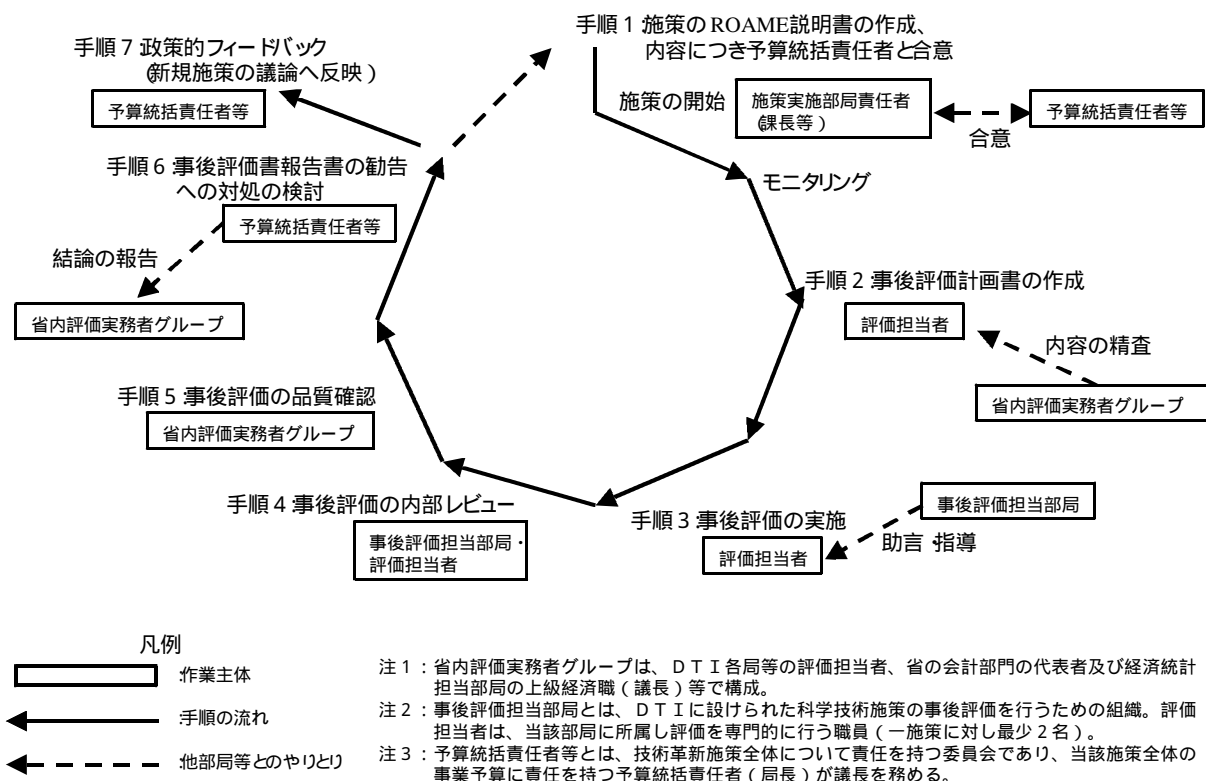 手順1:施策のROAME説明書の作成、
内容につき予算統括責任者と合意
手順7:政策的フィードバック
(新規施策の議論へ反映)
予算統括責任者等
施策の開始
施策実施部局責任者
(課長等)
合意
予算統括責任者等
モニタリング
手順6:事後評価書報告書の勧告
への対処の検討
予算統括責任者等
結論の報告
省内評価実務者グループ
手順2:事後評価計画書の作成
評価担当者
内容の精査
省内評価実務者グループ
手順5:事後評価の品質確認
省内評価実務者グループ
手順4:事後評価の内部レビュー
事後評価担当部局・
評価担当者
手順3:事後評価の実施
評価担当者
事後評価担当部局
助言・指導
凡例
:作業主体
:手順の流れ
:他部局等とのやりとり
注1:省内評価実務者グループは、DTI各局等の評価担当者、省の会計部門の代表者及び経済統計
担当部局の上級経済職(議長)等で構成。
注2:事後評価担当部局とは、DTIに設けられた科学技術施策の事後評価を行うための組織。評価
担当者は、当該部局に所属し評価を専門的に行う職員(一施策に対し最少2名)。
注3:予算統括責任者等とは、技術革新施策全体について責任を持つ委員会であり、当該施策全体の
事業予算に責任を持つ予算統括責任者(局長)が議長を務める。